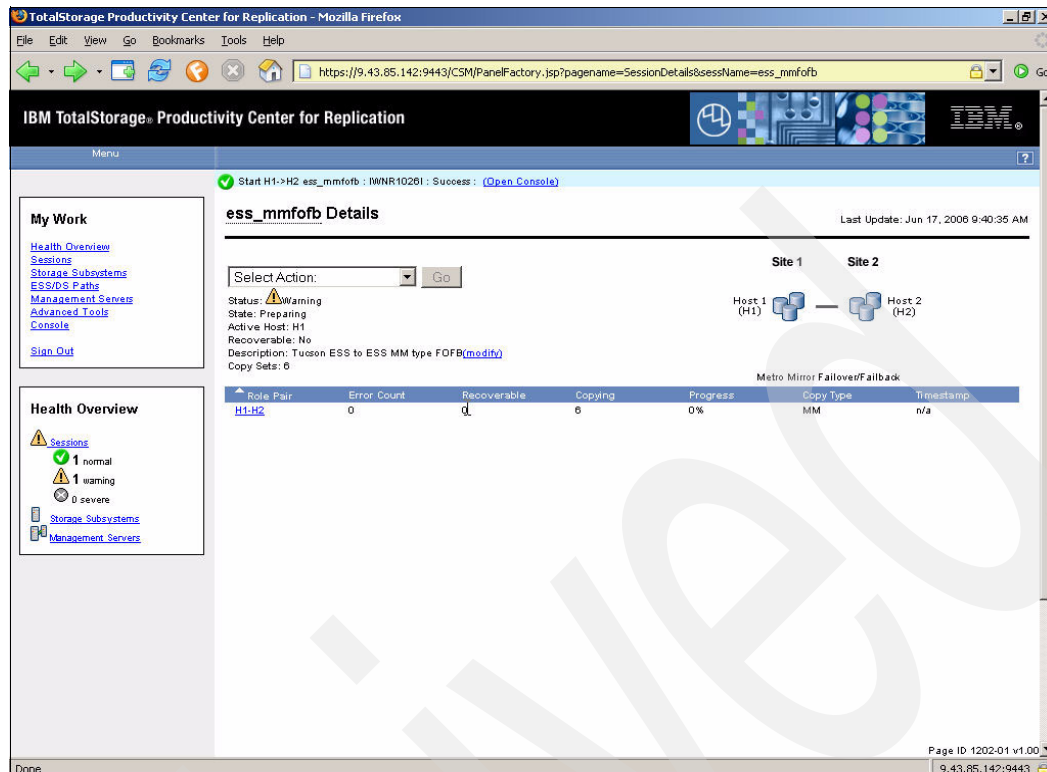 TotalStorage Productivity Center for Replication - Mozilla Firefox
File Edit View Go Bookmarks Tools Help
https://9.43.85.142:9443/CSM/PanelFactory.jsp?pagename=SessionDetails&sessName=ess_mmfofb
Go
IBM TotalStorage® Productivity Center for Replication
IBM®
Menu
?
Start H1->H2 ess_mmfofb : IWNR1026I : Success : (Open Console)
My Work
Health Overview
Sessions
Storage Subsystems
ESS/DS Paths
Management Servers
Advanced Tools
Console
Sign Out
Health Overview
Sessions
1 normal
1 warning
0 severe
Storage Subsystems
Management Servers
ess_mmfofb Details
Last Update: Jun 17, 2006 9:40:35 AM
Select Action: Go
Status: Warning
State: Preparing
Active Host: H1
Recoverable: No
Description: Tucson ESS to ESS MM type FOFB(modify)
Copy Sets: 6
Site 1 Site 2
Host 1 (H1)
Host 2 (H2)
Metro Mirror Failover/Failback
Role Pair Error Count Recoverable Copying Progress Copy Type Timestamp
H1-H2 0 0 6 0% MM n/a
Page ID 1202-01 v1.00
Done
9.43.85.142:9443